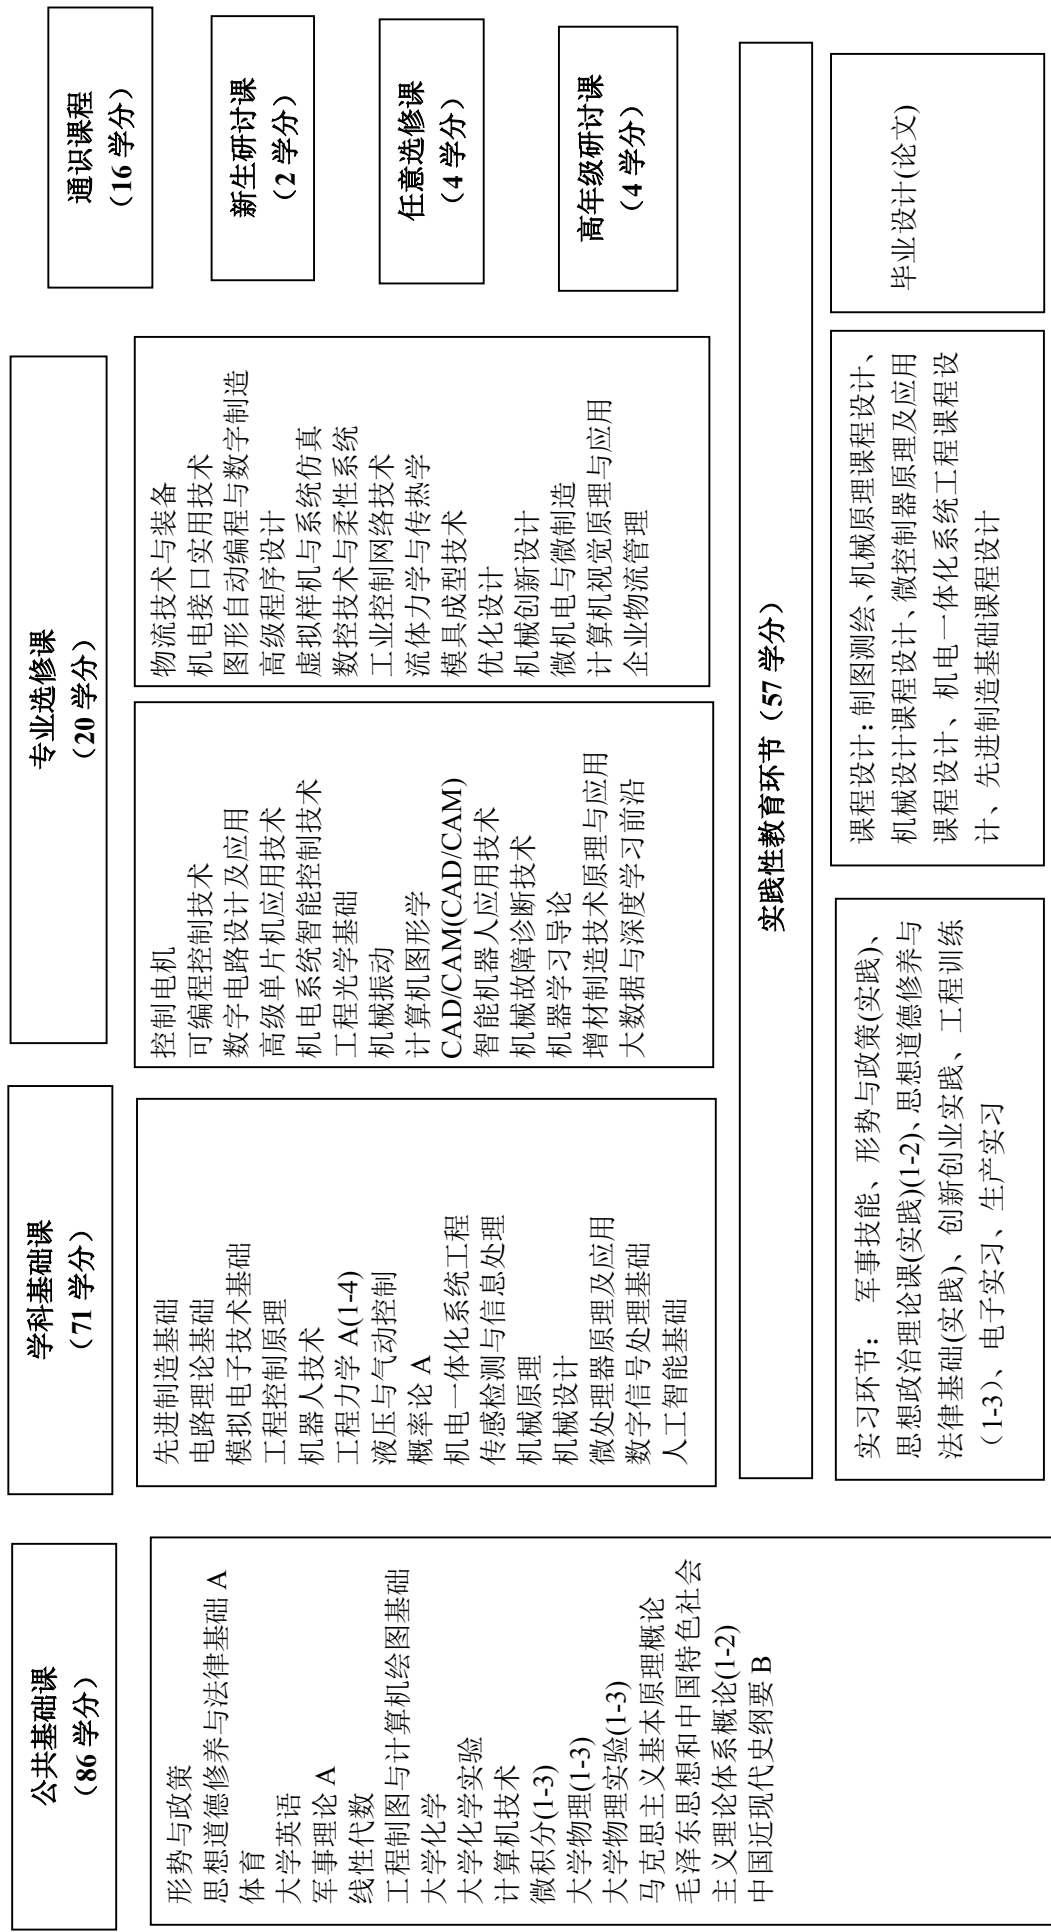 公共基础课
（86 学分）
形势与政策
思想道德修养与法律基础 A
体育
大学英语
军事理论 A
线性代数
工程制图与计算机绘图基础
大学化学
大学化学实验
计算机技术
微积分(1-3)
大学物理(1-3)
大学物理实验(1-3)
马克思主义基本原理概论
毛泽东思想和中国特色社会
主义理论体系概论(1-2)
中国近现代史纲要 B
学科基础课
（71 学分）
先进制造基础
电路理论基础
模拟电子技术基础
工程控制原理
机器人技术
工程力学 A(1-4)
液压与气动控制
概率论 A
机电一体化系统工程
传感检测与信息处理
机械原理
机械设计
微处理器原理及应用
数字信号处理基础
人工智能基础
专业选修课
（20 学分）
控制电机
可编程控制技术
数字电路设计及应用
高级单片机应用技术
机电系统智能控制技术
工程光学基础
机械振动
计算机图形学
CAD/CAM(CAD/CAM)
智能机器人应用技术
机械故障诊断技术
机器学习导论
增材制造技术原理与应用
大数据与深度学习前沿
物流技术与装备
机电接口实用技术
图形自动编程与数字制造
高级程序设计
虚拟样机与系统仿真
数控技术与柔性系统
工业控制网络技术
流体力学与传热学
模具成型技术
优化设计
机械创新设计
微机电与微制造
计算机视觉原理与应用
企业物流管理
通识课程
（16 学分）
新生研讨课
（2 学分）
任意选修课
（4 学分）
高年级研讨课
（4 学分）
实践性教育环节（57 学分）
实习环节： 军事技能、形势与政策(实践)、
思想政治理论课(实践)(1-2)、思想道德修养与
法律基础(实践)、创新创业实践、工程训练
（1-3)、电子实习、生产实习
课程设计：制图测绘、机械原理课程设计、
机械设计课程设计、微控制器原理及应用
课程设计、机电一体化系统工程课程设
计、先进制造基础课程设计
毕业设计(论文)